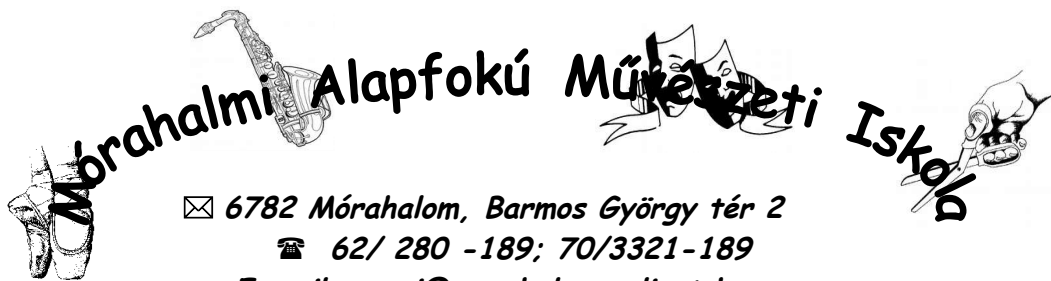 Mórahalmi Alapfokú Művészeti Iskola
✉ 6782 Mórahalom, Barmos György tér 2
☎ 62/ 280 -189; 70/3321-189